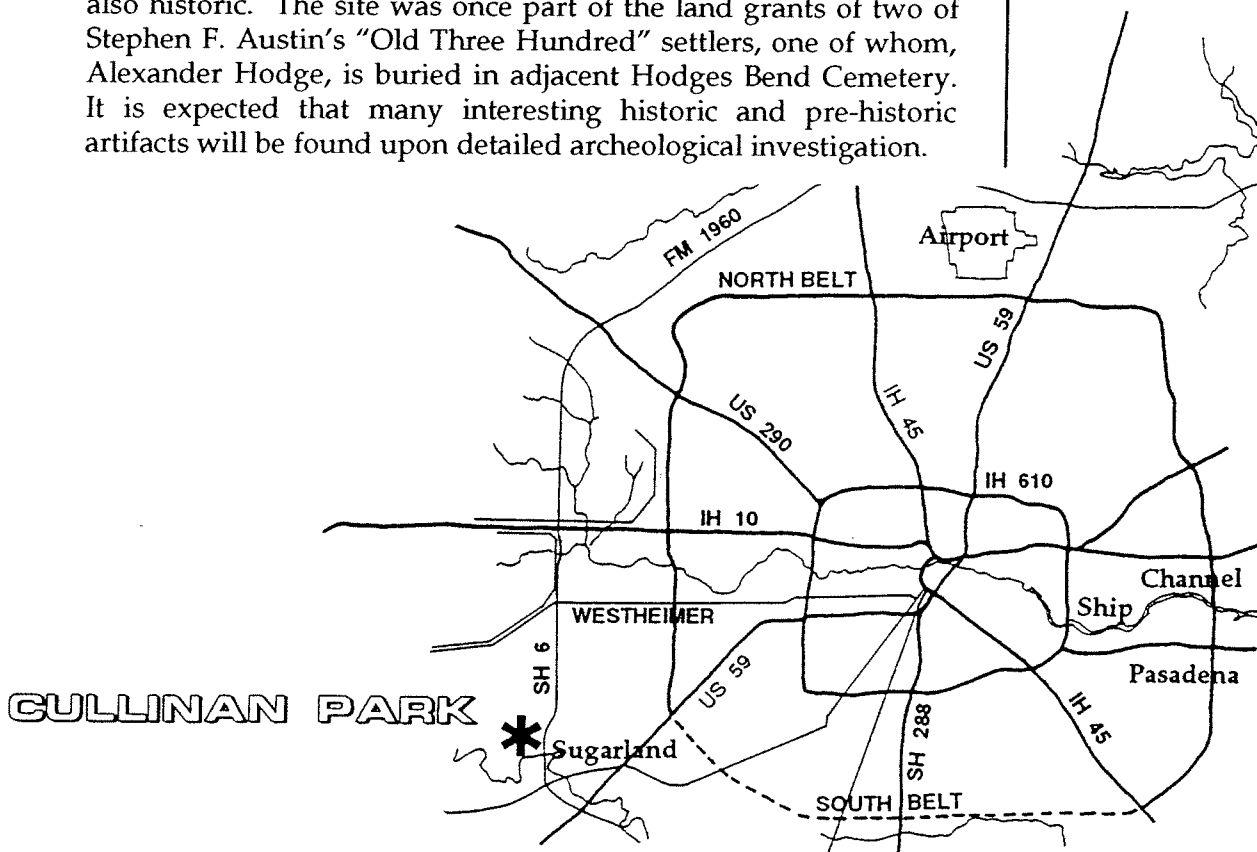 also historic. The site was once part of the land grants of two of
Stephen F. Austin's "Old Three Hundred" settlers, one of whom,
Alexander Hodge, is buried in adjacent Hodges Bend Cemetery.
It is expected that many interesting historic and pre-historic
artifacts will be found upon detailed archeological investigation.
FM 1960
Airport
NORTH BELT
US 59
US 290
IH 45
IH 610
IH 10
Channel
Ship
WESTHEIMER
SH 6
US 59
Pasadena
CULLINAN PARK
*
Sugarland
SH 288
IH 45
SOUTH BELT